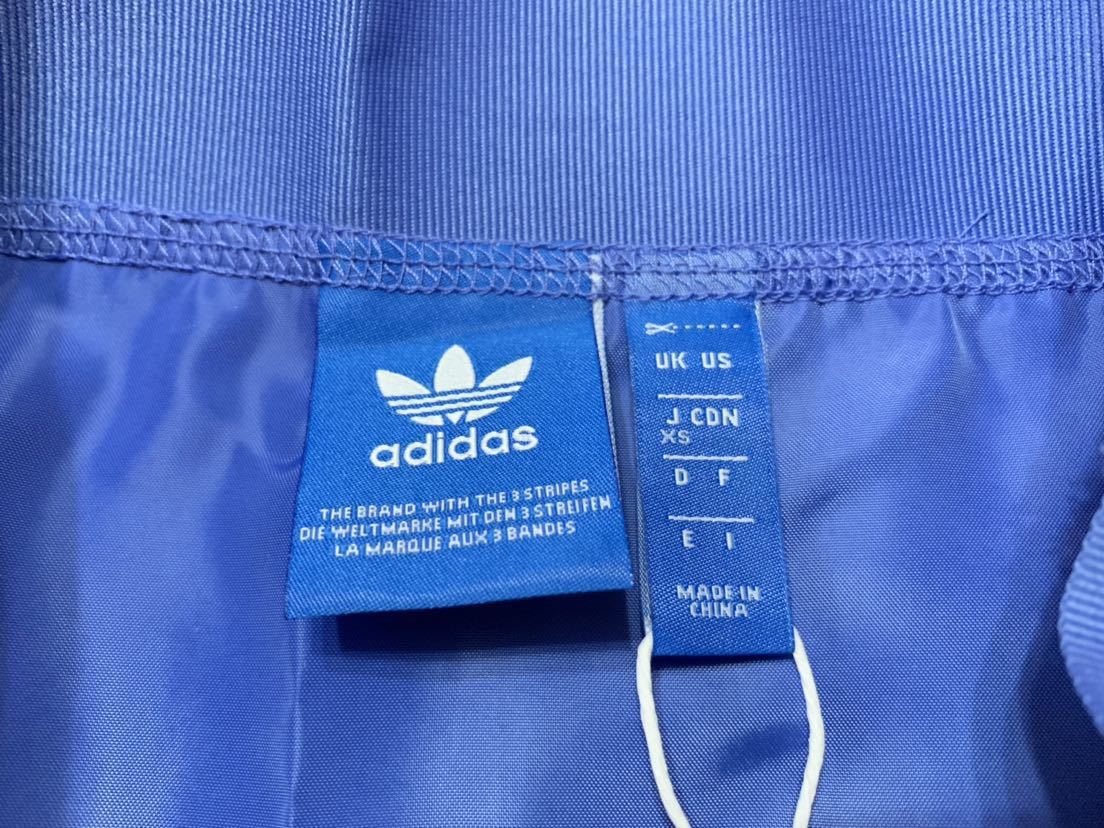 adidas
THE BRAND WITH THE 3 STRIPES
DIE WELTMARKE MIT DEN 3 STREIFEN
LA MARQUE AUX 3 BANDES
UK US
J CDN
XS
D F
E I
MADE IN
CHINA